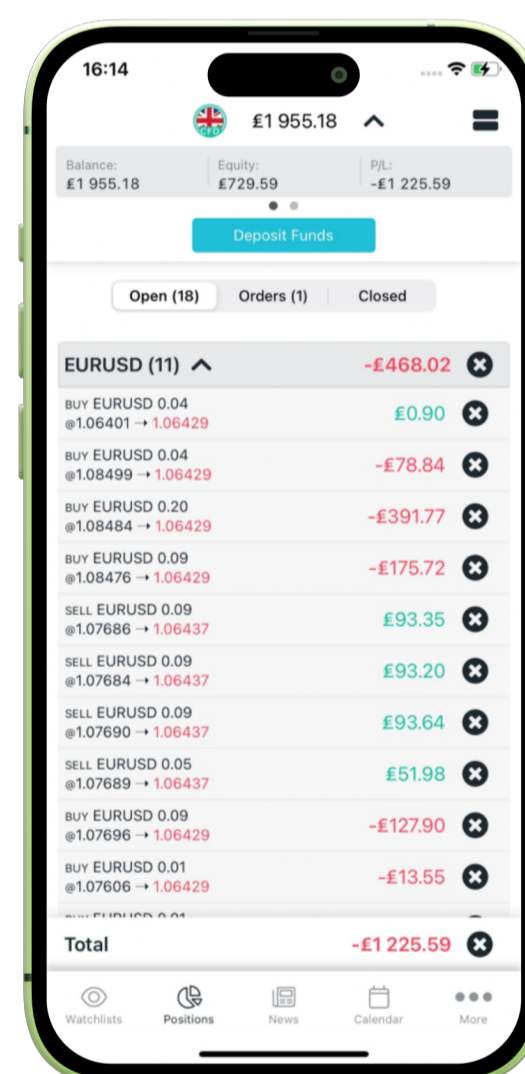 16:14
CFD
£1 955.18
Balance:
£1 955.18
Equity:
£729.59
P/L:
-£1 225.59
Deposit Funds
Open (18)
Orders (1)
Closed
EURUSD (11)
-£468.02
BUY EURUSD 0.04
£0.90
@1.06401 → 1.06429
BUY EURUSD 0.04
-£78.84
@1.08499 → 1.06429
BUY EURUSD 0.20
-£391.77
@1.08484 → 1.06429
BUY EURUSD 0.09
-£175.72
@1.08476 → 1.06429
SELL EURUSD 0.09
£93.35
@1.07686 → 1.06437
SELL EURUSD 0.09
£93.20
@1.07684 → 1.06437
SELL EURUSD 0.09
£93.64
@1.07690 → 1.06437
SELL EURUSD 0.05
£51.98
@1.07689 → 1.06437
BUY EURUSD 0.09
-£127.90
@1.07696 → 1.06429
BUY EURUSD 0.01
-£13.55
@1.07606 → 1.06429
BUY EURUSD 0.01
Total
-£1 225.59
Watchlists
Positions
News
Calendar
More